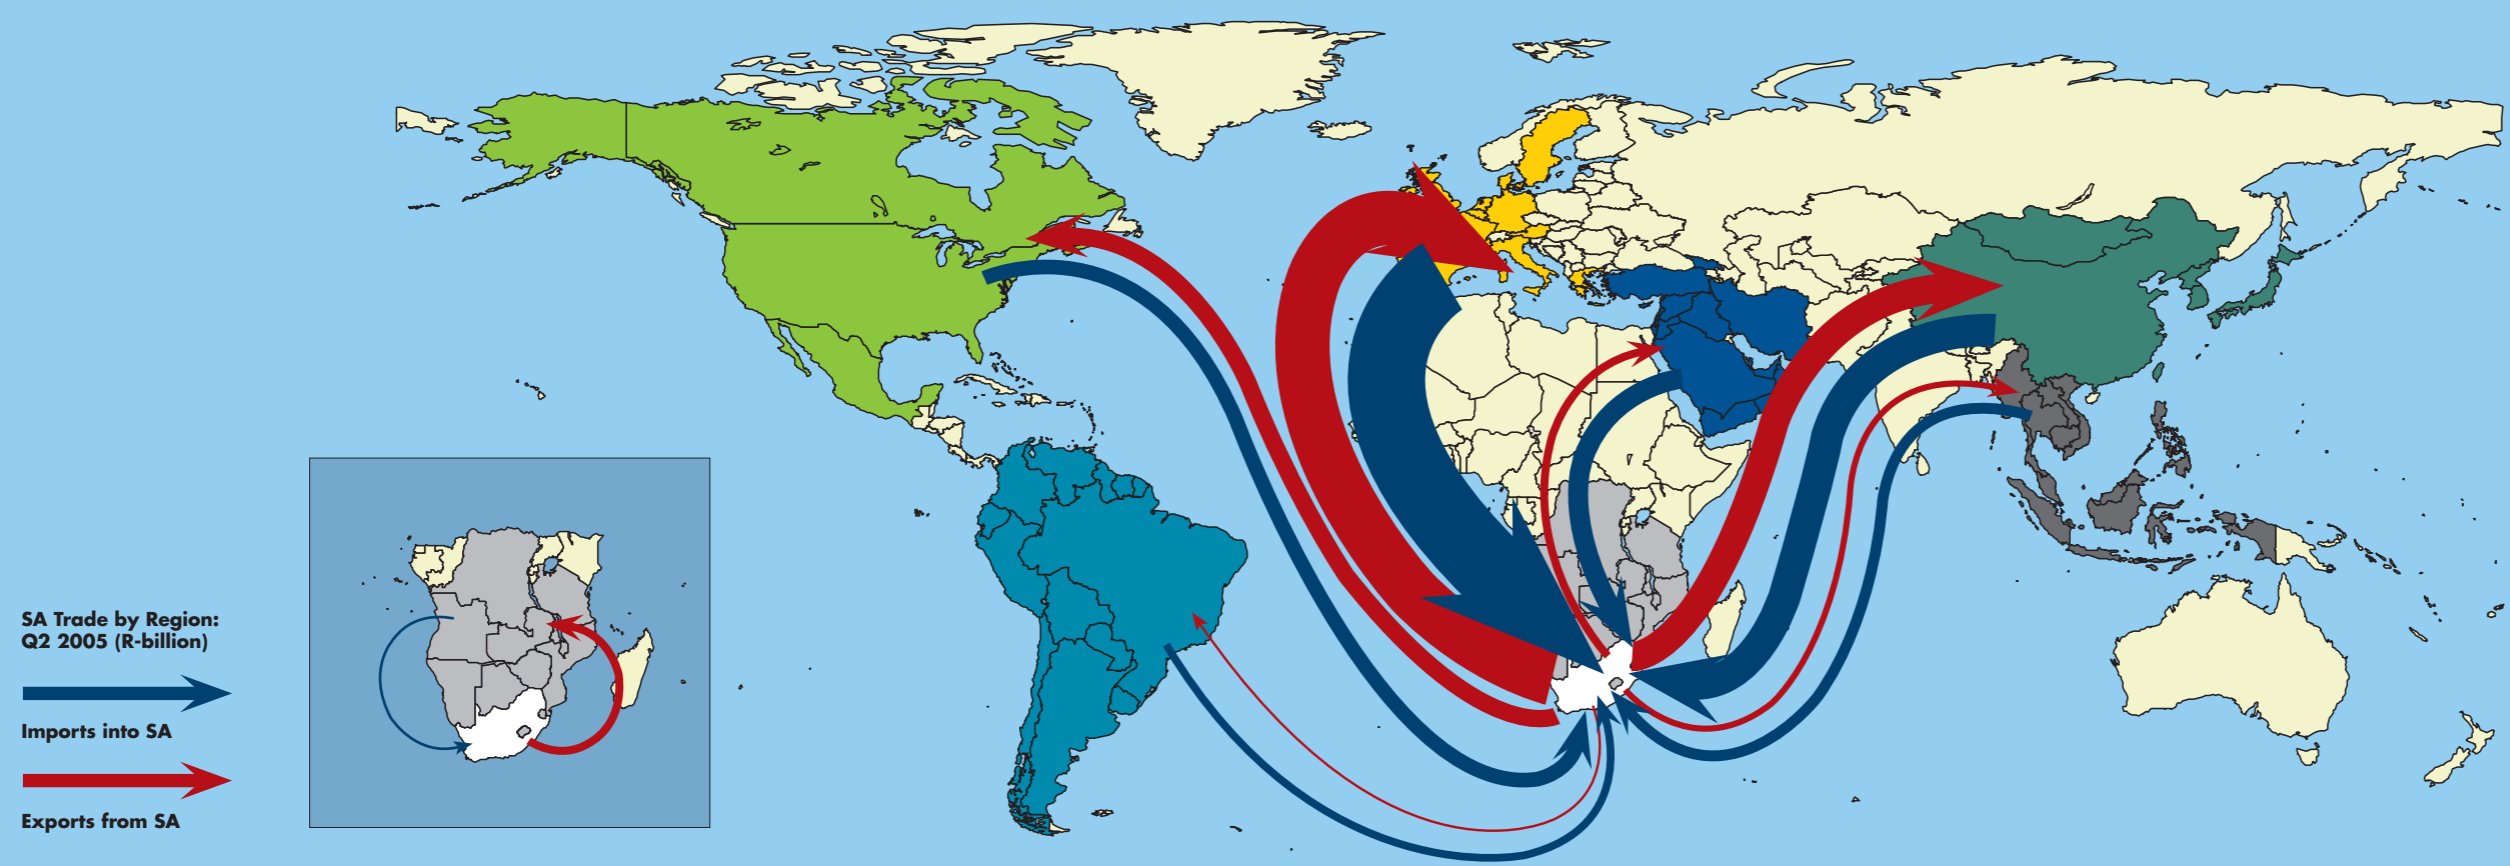 SA Trade by Region:
Q2 2005 (R-billion)
Imports into SA
Exports from SA